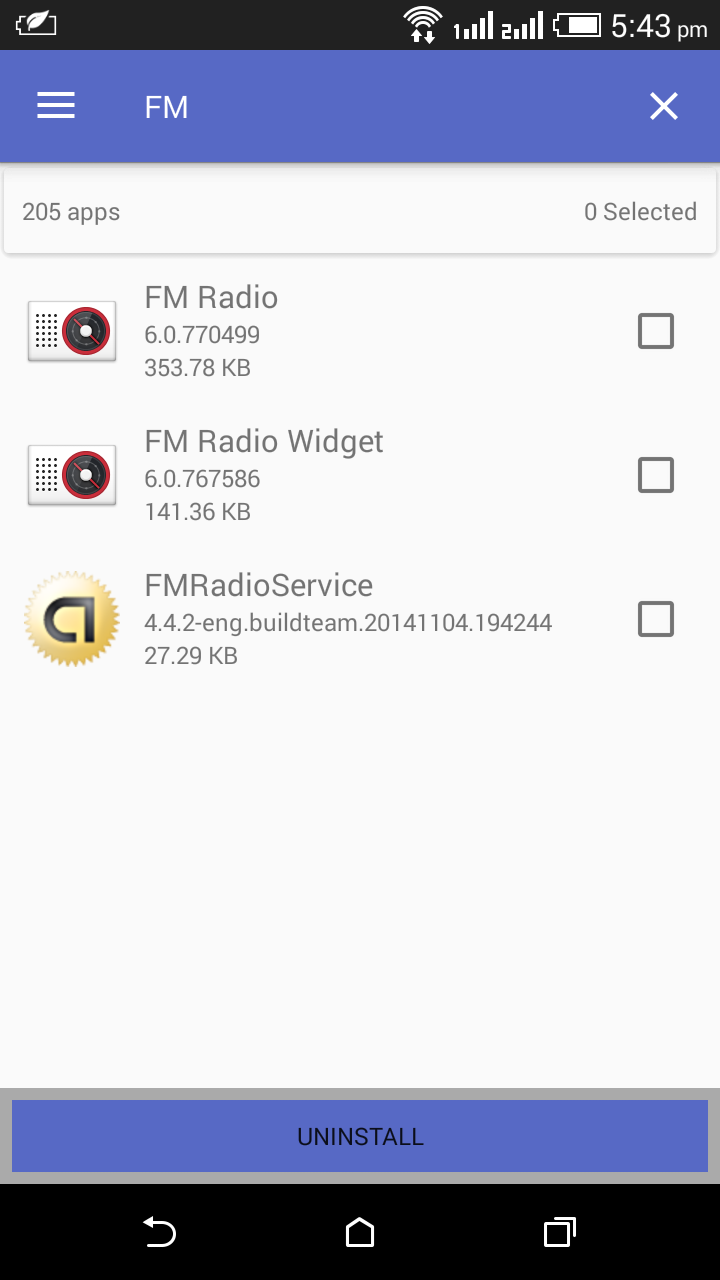 1 2 5:43 pm
FM
205 apps 0 Selected
FM Radio
6.0.770499
353.78 KB
FM Radio Widget
6.0.767586
141.36 KB
FMRadioService
4.4.2-eng.buildteam.20141104.194244
27.29 KB
UNINSTALL